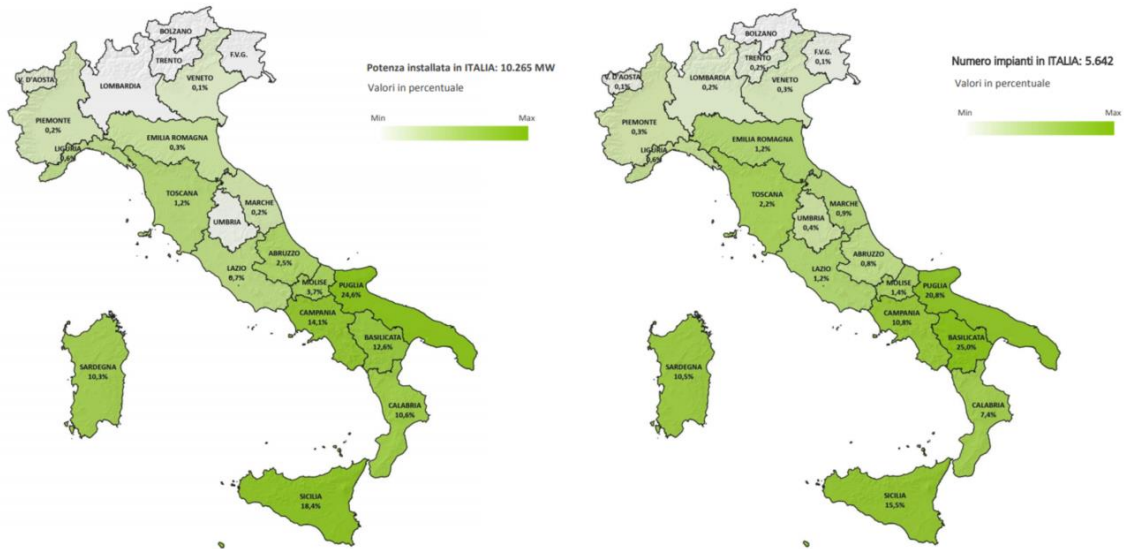 BOLZANO
TRENTO
F.V.G.
V. D'AOSTA
LOMBARDIA
VENETO
0,1%
PIEMONTE
0,2%
LIGURIA
0,6%
EMILIA ROMAGNA
0,3%
TOSCANA
1,2%
MARCHE
0,2%
UMBRIA
LAZIO
0,7%
ABRUZZO
2,5%
MOLISE
3,7%
PUGLIA
24,6%
CAMPANIA
14,1%
BASILICATA
12,6%
SARDEGNA
10,3%
CALABRIA
10,6%
SICILIA
18,4%
Potenza installata in ITALIA: 10.265 MW
Valori in percentuale
Min Max
BOLZANO
TRENTO
0,2%
F.V.G.
0,1%
V. D'AOSTA
0,1%
LOMBARDIA
0,2%
VENETO
0,3%
PIEMONTE
0,3%
LIGURIA
0,6%
EMILIA ROMAGNA
1,2%
TOSCANA
2,2%
MARCHE
0,9%
UMBRIA
0,4%
LAZIO
1,2%
ABRUZZO
0,8%
MOLISE
1,4%
PUGLIA
20,8%
CAMPANIA
10,8%
BASILICATA
25,0%
SARDEGNA
10,5%
CALABRIA
7,4%
SICILIA
15,5%
Numero impianti in ITALIA: 5.642
Valori in percentuale
Min Max